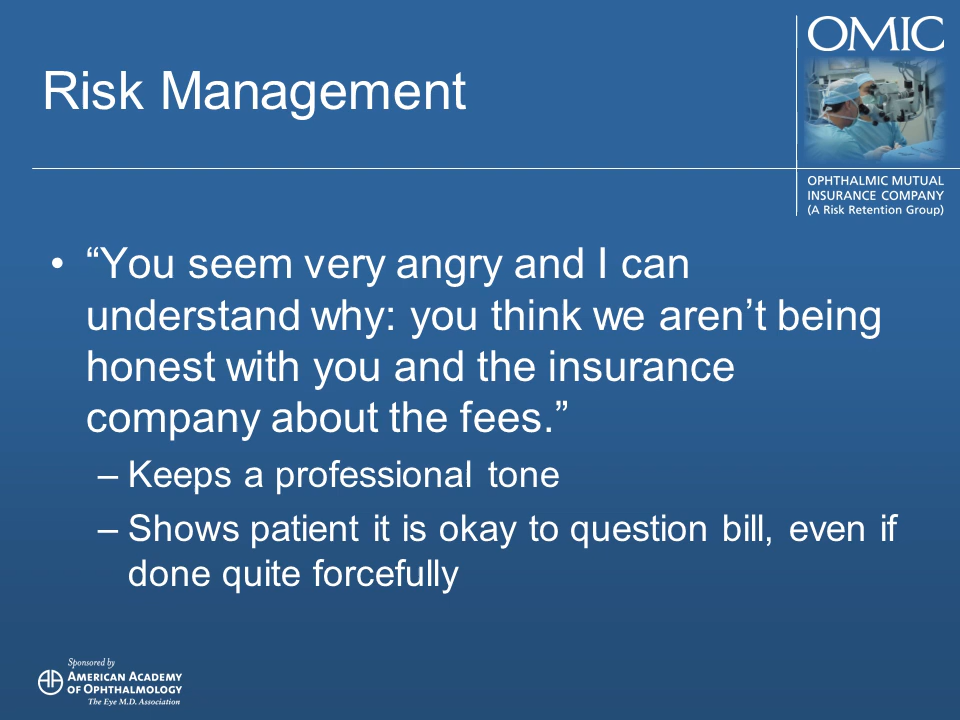 OMIC
Risk Management
OPHTHALMIC MUTUAL
INSURANCE COMPANY
(A Risk Retention Group)
• “You seem very angry and I can
understand why: you think we aren’t being
honest with you and the insurance
company about the fees.”
– Keeps a professional tone
– Shows patient it is okay to question bill, even if
done quite forcefully
Sponsored by
AMERICAN ACADEMY
OF OPHTHALMOLOGY
The Eye M.D. Association